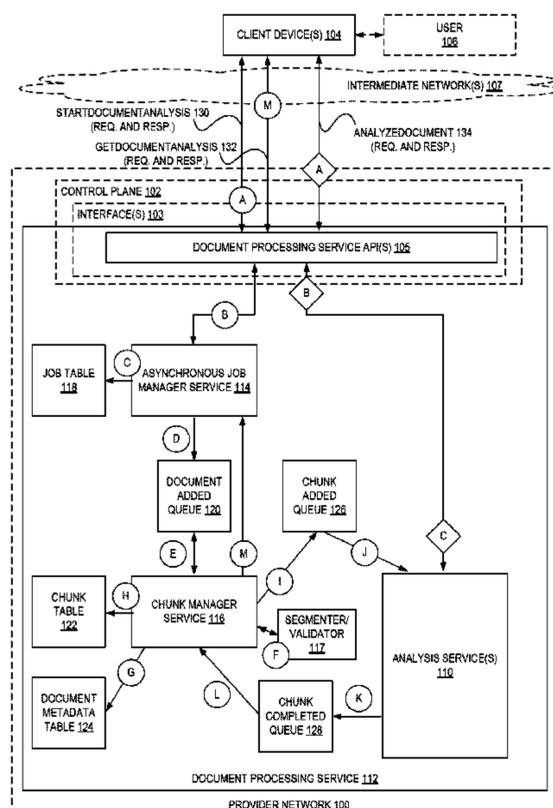 CLIENT DEVICE(S) 104
USER
106
INTERMEDIATE NETWORK(S) 107
M
STARTDOCUMENTANALYSIS 130
(REQ. AND RESP.)
ANALYZEDOCUMENT 134
(REQ. AND RESP.)
GETDOCUMENTANALYSIS 132
(REQ. AND RESP.)
A
CONTROL PLANE 102
A
INTERFACE(S) 103
DOCUMENT PROCESSING SERVICE API(S) 105
B
B
C
JOB TABLE
118
ASYNCHRONOUS JOB
MANAGER SERVICE 114
D
DOCUMENT
ADDED
QUEUE 120
CHUNK
ADDED
QUEUE 126
C
E
M
J
I
H
CHUNK
TABLE
122
CHUNK MANAGER
SERVICE 116
SEGMENTER/
VALIDATOR
117
F
ANALYSIS SERVICE(S)
110
G
L
K
DOCUMENT
METADATA
TABLE 124
CHUNK
COMPLETED
QUEUE 128
DOCUMENT PROCESSING SERVICE 112
PROVIDER NETWORK 100